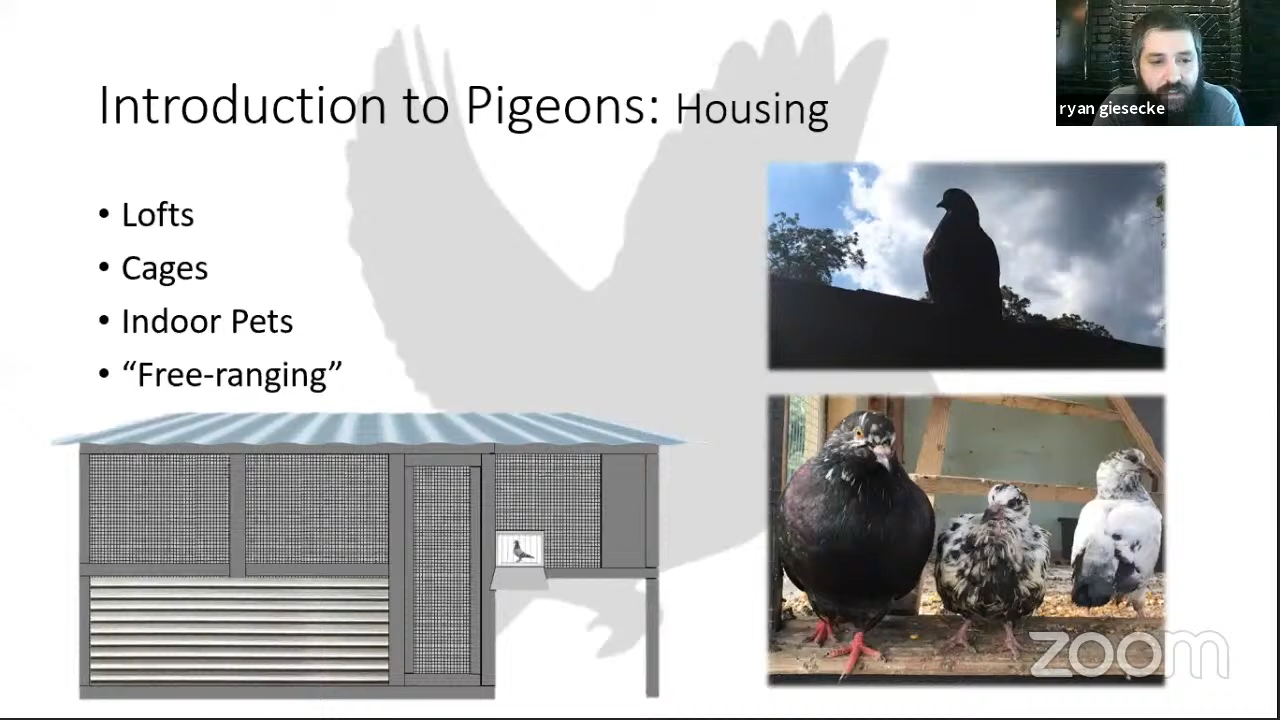 Introduction to Pigeons: Housing
ryan giesecke
• Lofts
• Cages
• Indoor Pets
• “Free-ranging”
zoom